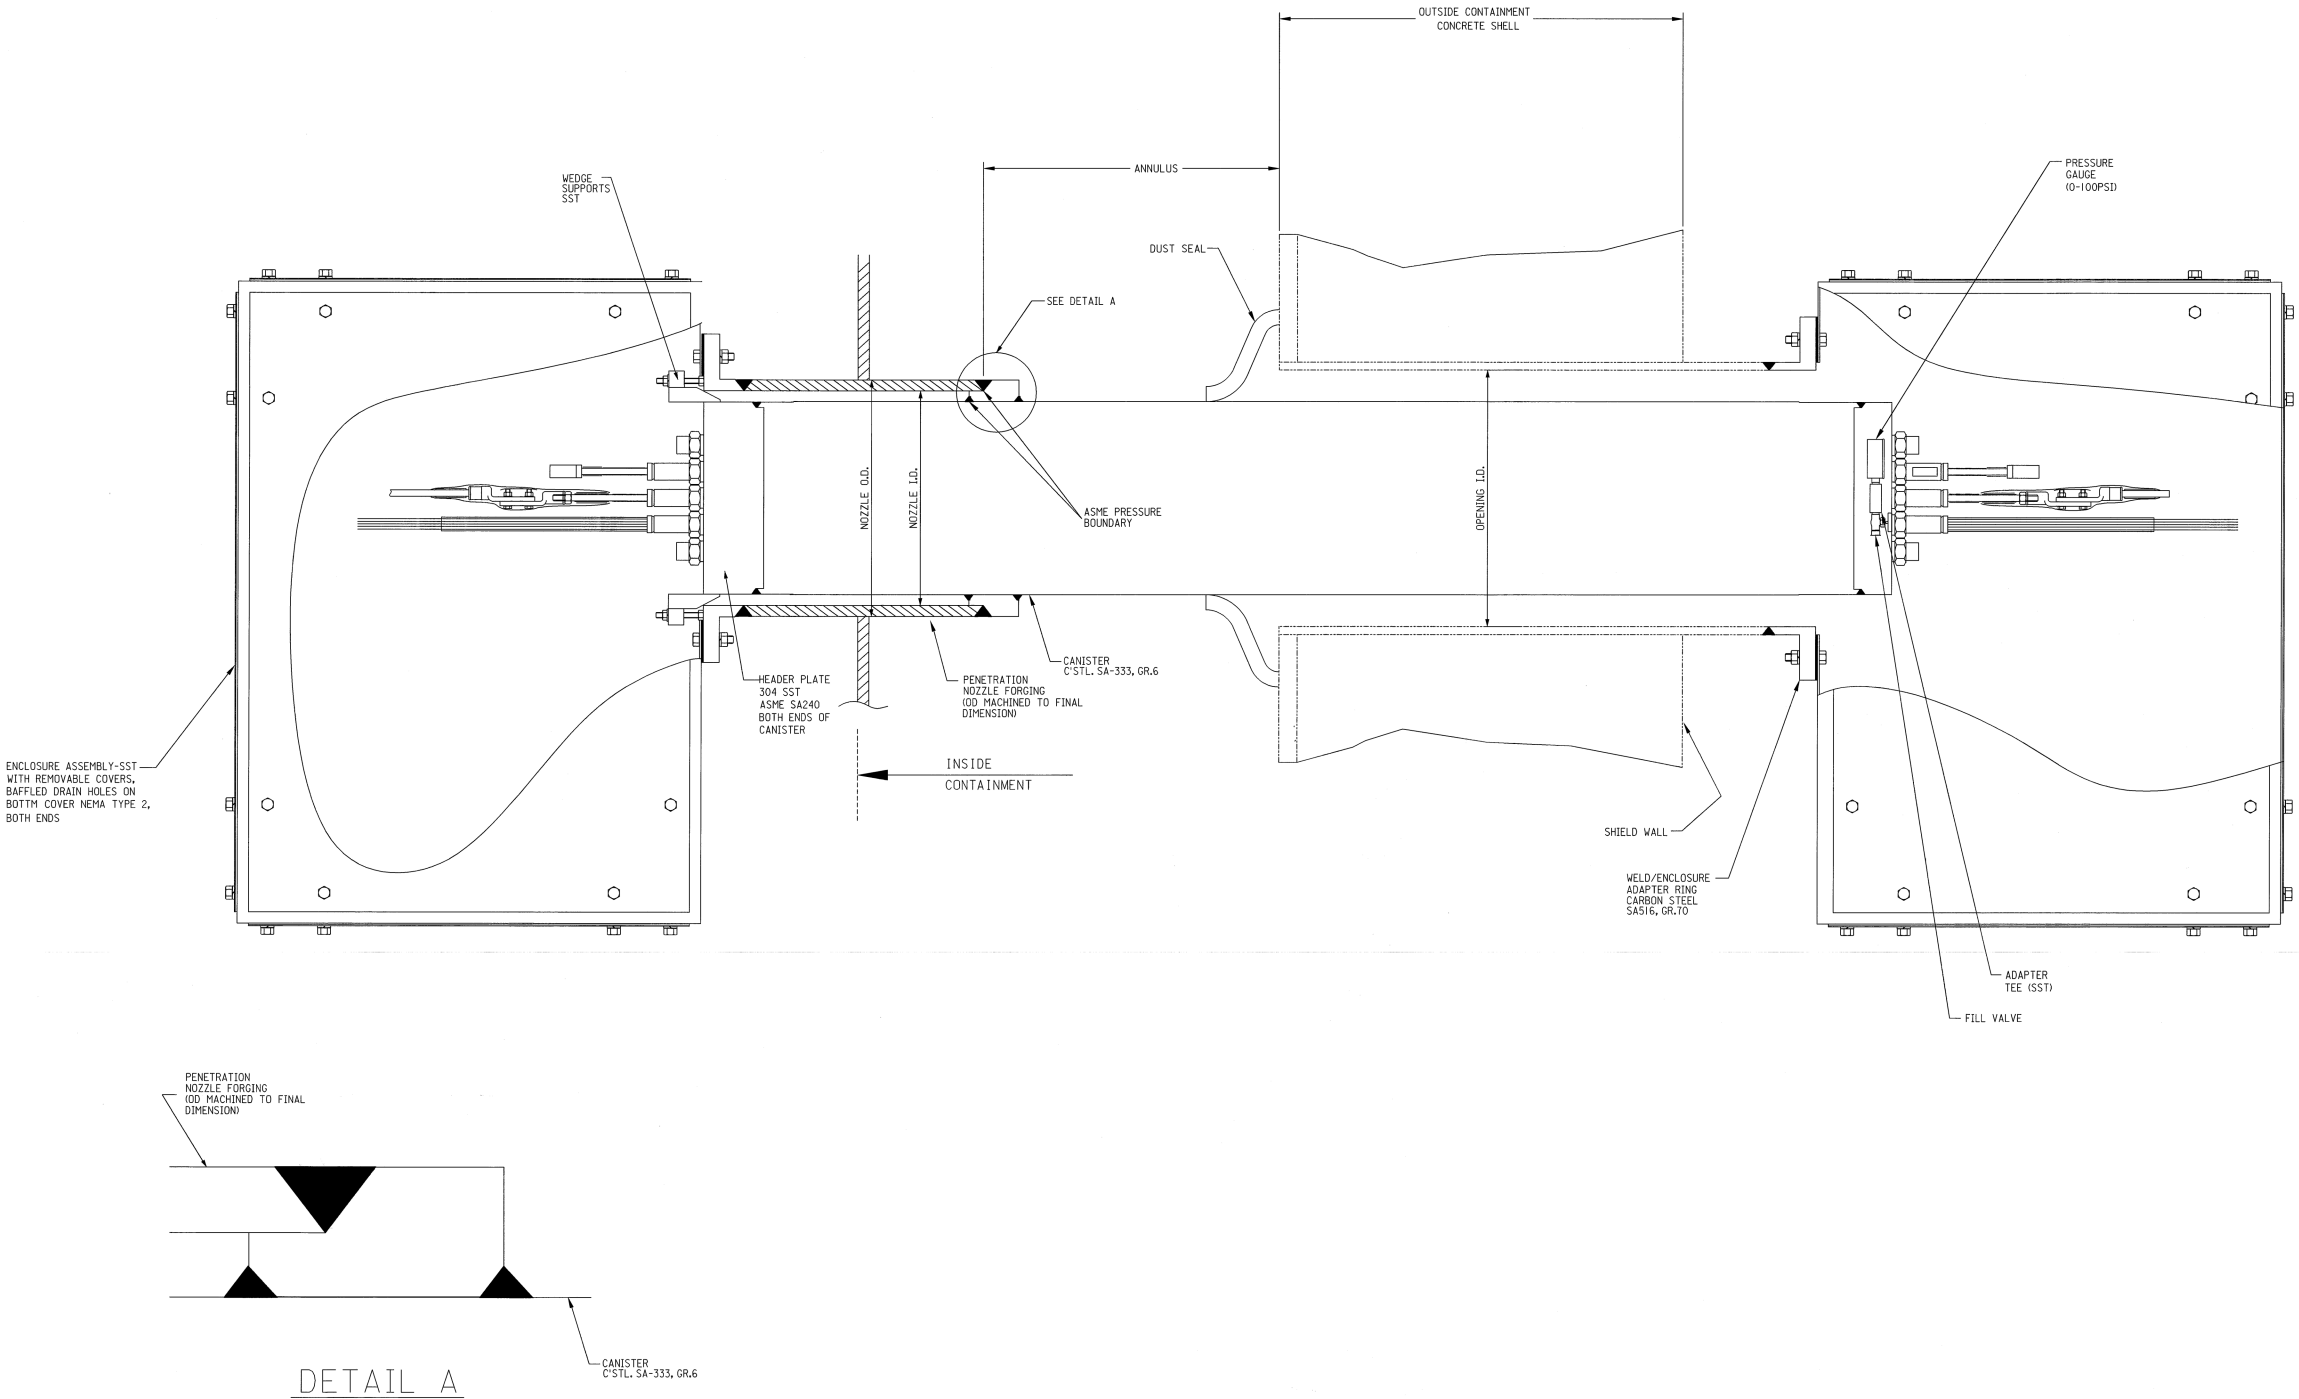 OUTSIDE CONTAINMENT
CONCRETE SHELL
ANNULUS
PRESSURE
GAUGE
(0-100PSI)
WEDGE
SUPPORTS
SST
DUST SEAL
SEE DETAIL A
NOZZLE O.D.
NOZZLE I.D.
OPENING I.D.
ASME PRESSURE
BOUNDARY
CANISTER
C'STL. SA-333, GR.6
HEADER PLATE
304 SST
ASME SA240
BOTH ENDS OF
CANISTER
PENETRATION
NOZZLE FORGING
(OD MACHINED TO FINAL
DIMENSION)
INSIDE
CONTAINMENT
ENCLOSURE ASSEMBLY-SST
WITH REMOVABLE COVERS,
BAFFLED DRAIN HOLES ON
BOTTM COVER NEMA TYPE 2,
BOTH ENDS
SHIELD WALL
WELD/ENCLOSURE
ADAPTER RING
CARBON STEEL
SA516, GR.70
ADAPTER
TEE (SST)
FILL VALVE
PENETRATION
NOZZLE FORGING
(OD MACHINED TO FINAL
DIMENSION)
CANISTER
C'STL. SA-333, GR.6
DETAIL A